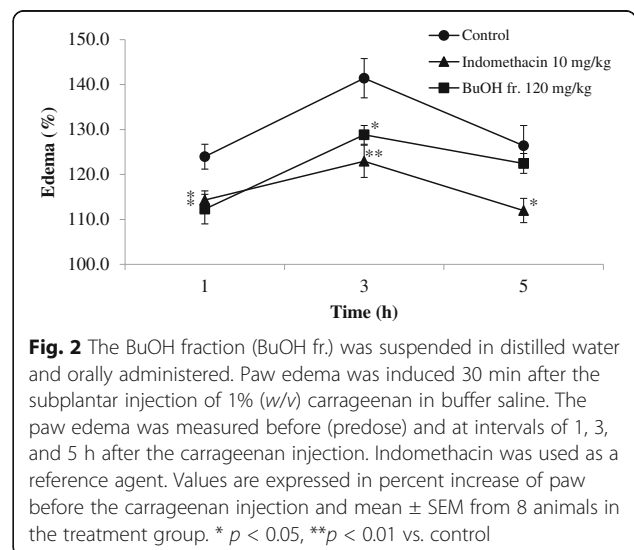 150.0
140.0
130.0
120.0
110.0
100.0
Edema (%)
Control
Indomethacin 10 mg/kg
BuOH fr. 120 mg/kg
*
**
*
*
*
1
3
5
Time (h)
Fig. 2 The BuOH fraction (BuOH fr.) was suspended in distilled water
and orally administered. Paw edema was induced 30 min after the
subplantar injection of 1% (w/v) carrageenan in buffer saline. The
paw edema was measured before (predose) and at intervals of 1, 3,
and 5 h after the carrageenan injection. Indomethacin was used as a
reference agent. Values are expressed in percent increase of paw
before the carrageenan injection and mean ± SEM from 8 animals in
the treatment group. * p < 0.05, **p < 0.01 vs. control